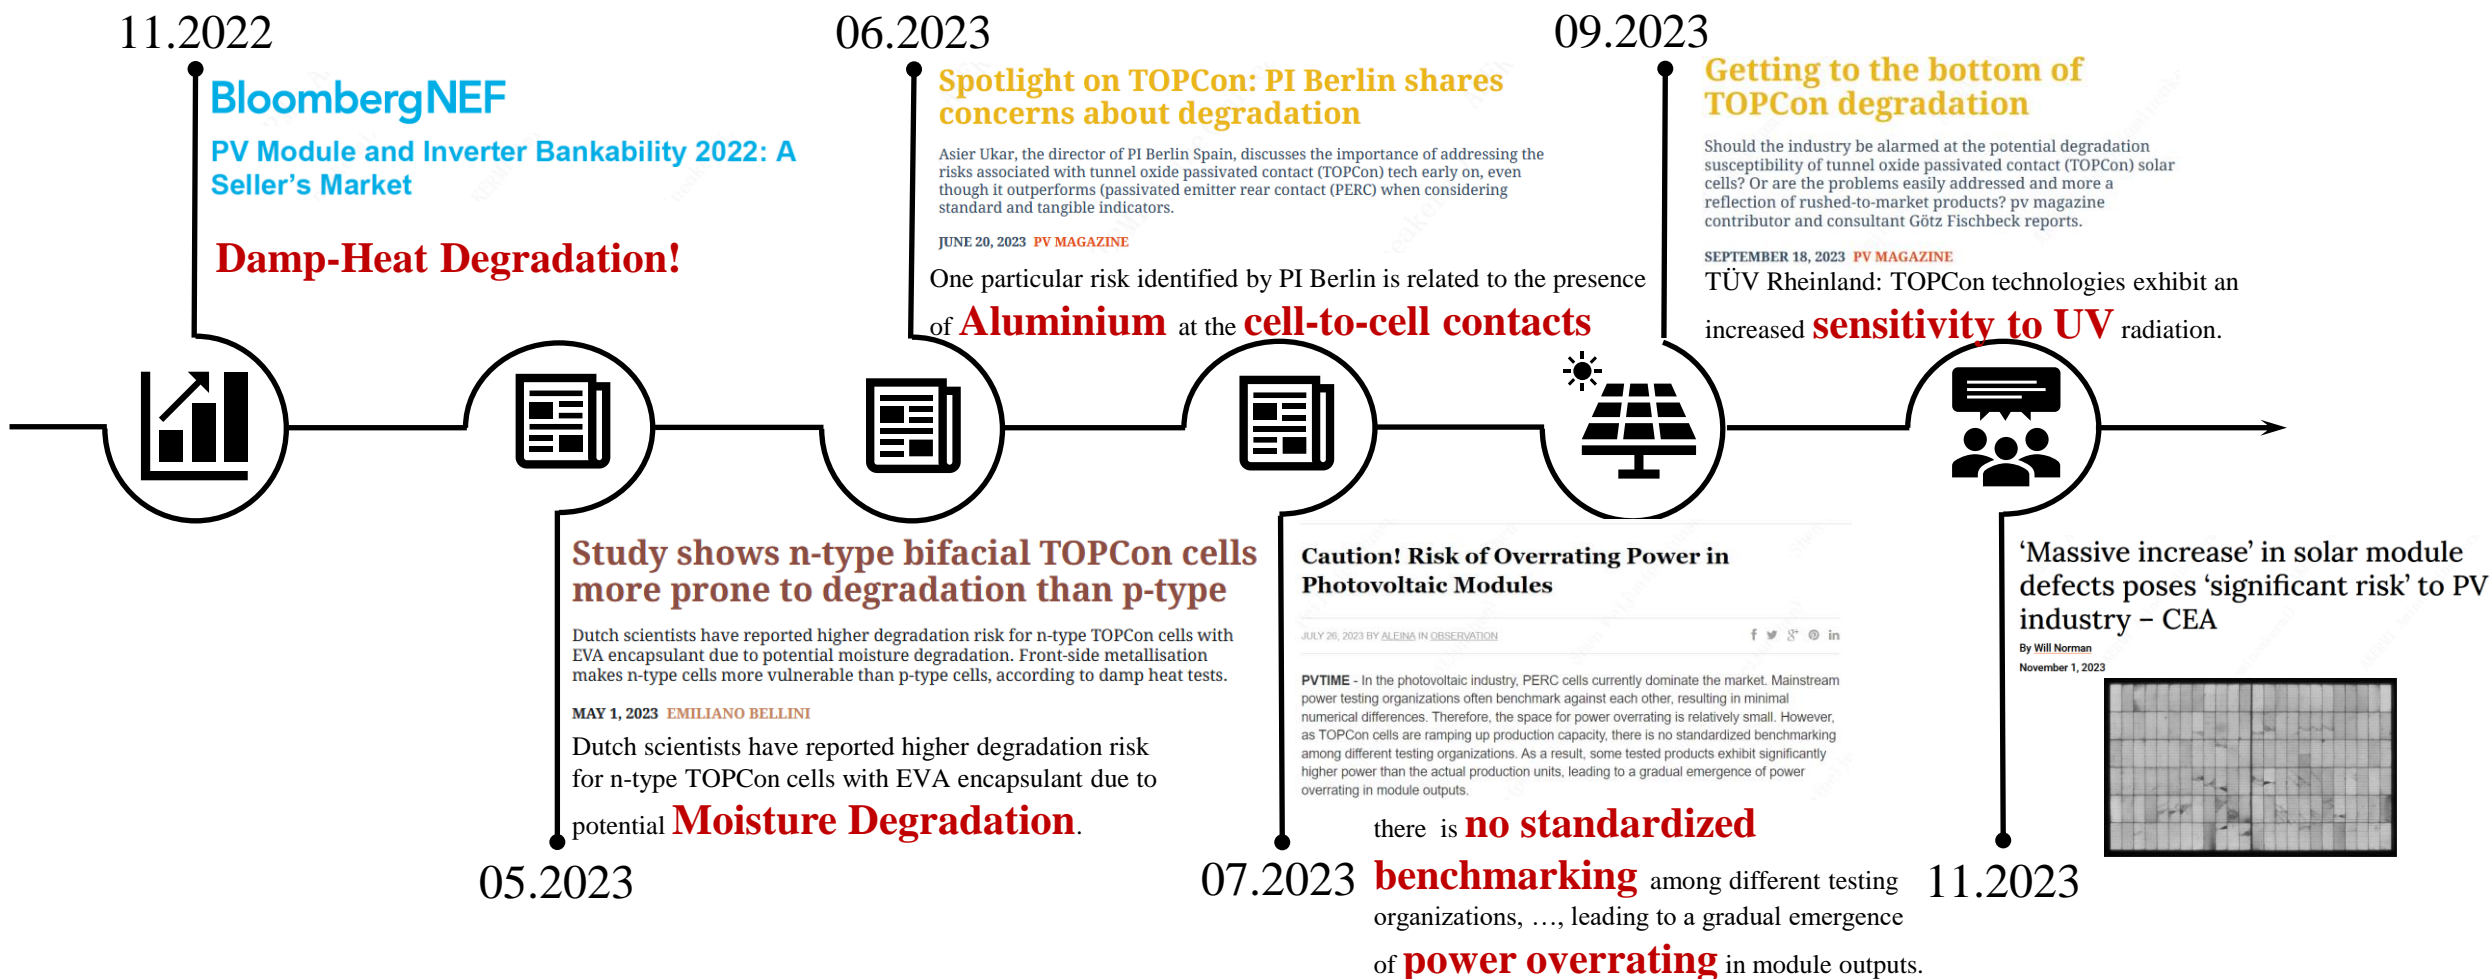 11.2022
BloombergNEF
PV Module and Inverter Bankability 2022: A
Seller's Market
Damp-Heat Degradation!
06.2023
Spotlight on TOPCon: PI Berlin shares
concerns about degradation
Asier Ukar, the director of PI Berlin Spain, discusses the importance of addressing the
risks associated with tunnel oxide passivated contact (TOPCon) tech early on, even
though it outperforms (passivated emitter rear contact (PERC) when considering
standard and tangible indicators.
JUNE 20, 2023 PV MAGAZINE
One particular risk identified by PI Berlin is related to the presence
of Aluminium at the cell-to-cell contacts
09.2023
Getting to the bottom of
TOPCon degradation
Should the industry be alarmed at the potential degradation
susceptibility of tunnel oxide passivated contact (TOPCon) solar
cells? Or are the problems easily addressed and more a
reflection of rushed-to-market products? pv magazine
contributor and consultant Götz Fischbeck reports.
SEPTEMBER 18, 2023 PV MAGAZINE
TÜV Rheinland: TOPCon technologies exhibit an
increased sensitivity to UV radiation.
Study shows n-type bifacial TOPCon cells
more prone to degradation than p-type
Dutch scientists have reported higher degradation risk for n-type TOPCon cells with
EVA encapsulant due to potential moisture degradation. Front-side metallisation
makes n-type cells more vulnerable than p-type cells, according to damp heat tests.
MAY 1, 2023 EMILIANO BELLINI
Dutch scientists have reported higher degradation risk
for n-type TOPCon cells with EVA encapsulant due to
potential Moisture Degradation.
05.2023
Caution! Risk of Overrating Power in
Photovoltaic Modules
JULY 26, 2023 BY ALEINA IN OBSERVATION
PVTIME - In the photovoltaic industry, PERC cells currently dominate the market. Mainstream
power testing organizations often benchmark against each other, resulting in minimal
numerical differences. Therefore, the space for power overrating is relatively small. However,
as TOPCon cells are ramping up production capacity, there is no standardized benchmarking
among different testing organizations. As a result, some tested products exhibit significantly
higher power than the actual production units, leading to a gradual emergence of power
overrating in module outputs.
07.2023
there is no standardized
benchmarking among different testing
organizations, …, leading to a gradual emergence
of power overrating in module outputs.
'Massive increase' in solar module
defects poses 'significant risk' to PV
industry – CEA
By Will Norman
November 1, 2023
11.2023